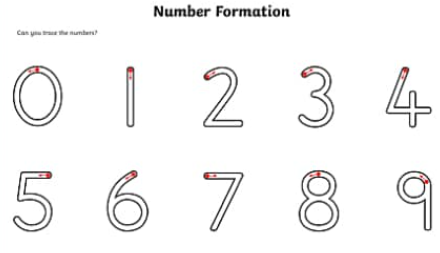 Number Formation
Can you trace the numbers?
0 1 2 3 4
5 6 7 8 9